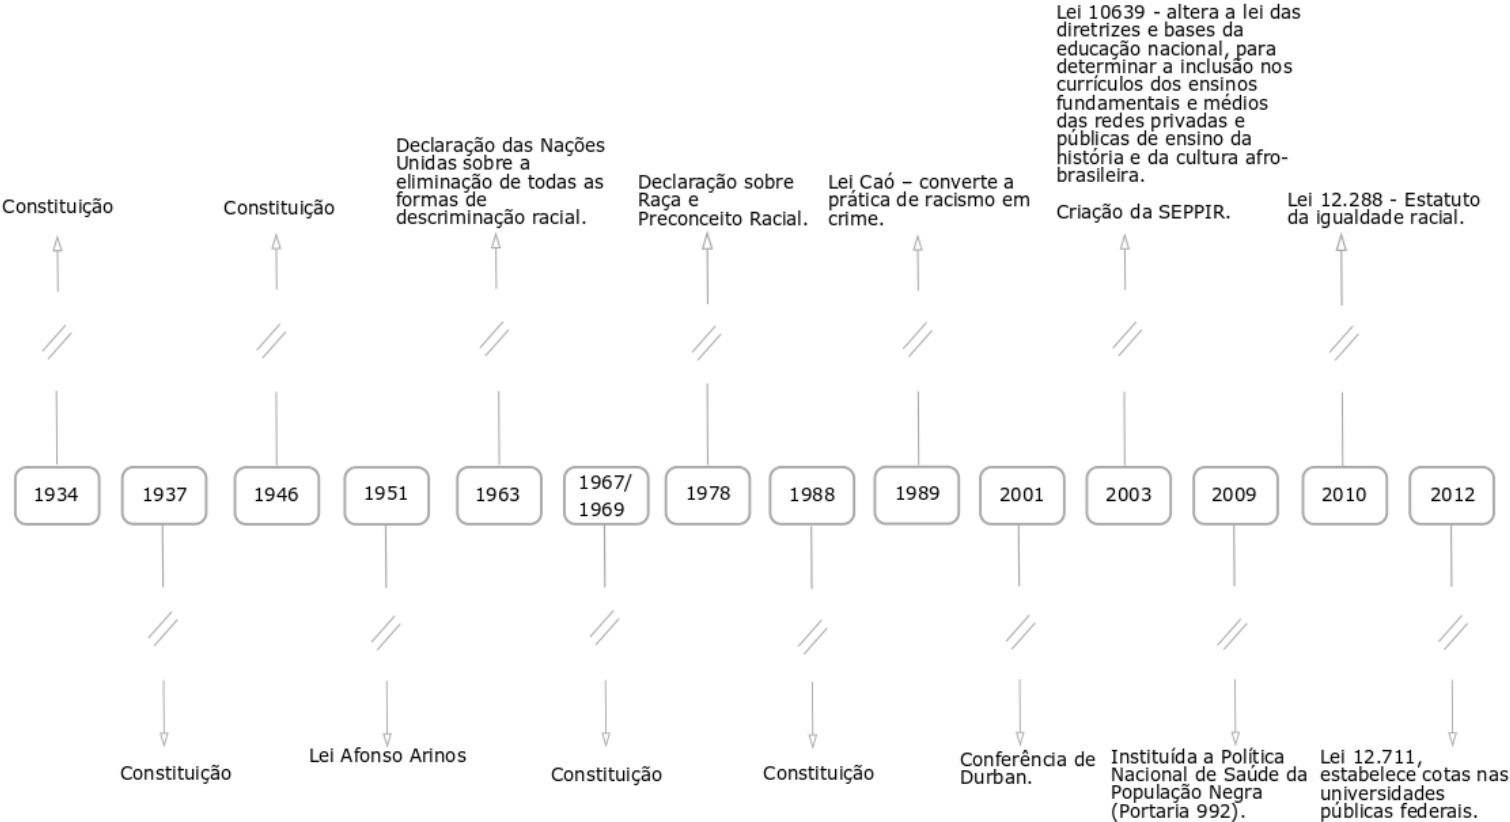 Lei 10639 - altera a lei das
diretrizes e bases da
educação nacional, para
determinar a inclusão nos
currículos dos ensinos
fundamentais e médios
das redes privadas e
públicas de ensino da
história e da cultura afro-
brasileira.
Criação da SEPPIR.
Constituição
Constituição
Declaração das Nações
Unidas sobre a
eliminação de todas as
formas de
descriminação racial.
Declaração sobre
Raça e
Preconceito Racial.
Lei Caó – converte a
prática de racismo em
crime.
Lei 12.288 - Estatuto
da igualdade racial.
1934
1937
1946
1951
1963
1967/
1969
1978
1988
1989
2001
2003
2009
2010
2012
Constituição
Lei Afonso Arinos
Constituição
Constituição
Conferência de
Durban.
Instituída a Política
Nacional de Saúde da
População Negra
(Portaria 992).
Lei 12.711,
estabelece cotas nas
universidades
públicas federais.